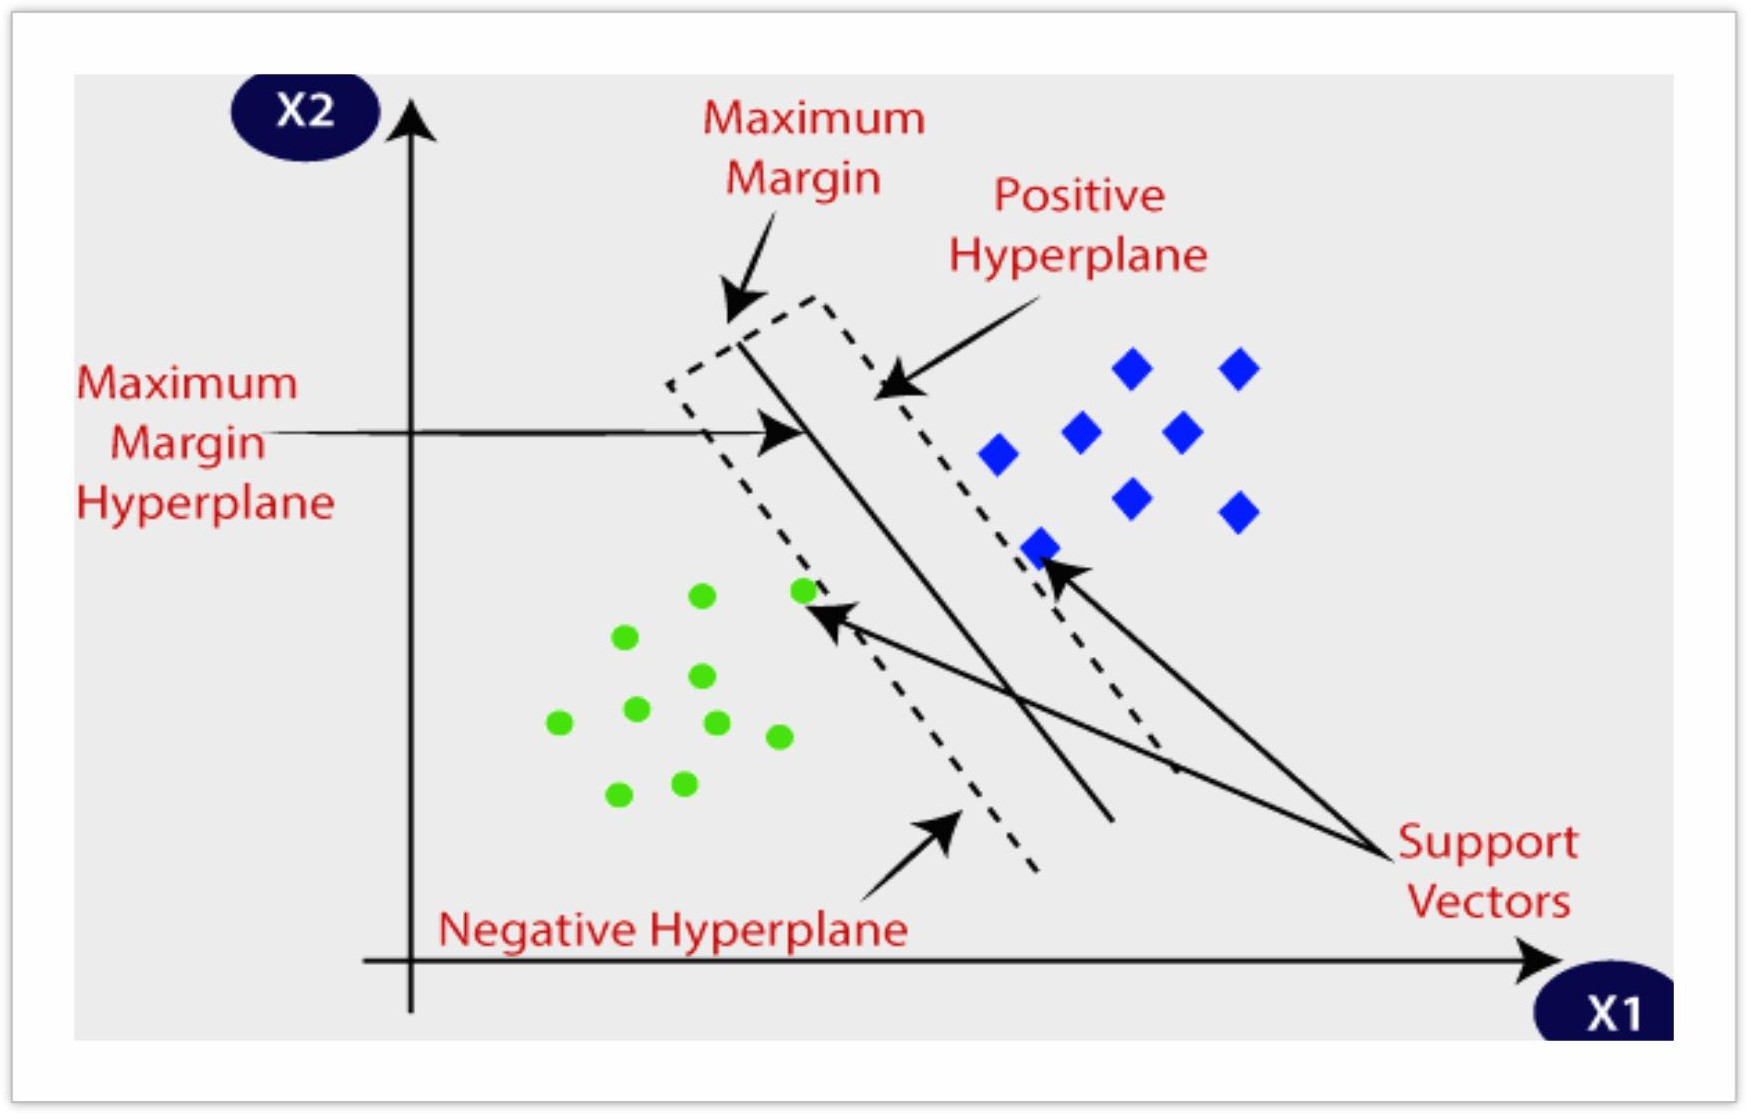 X2
Maximum
Margin
Positive
Hyperplane
Maximum
Margin
Hyperplane
Support
Vectors
Negative Hyperplane
X1